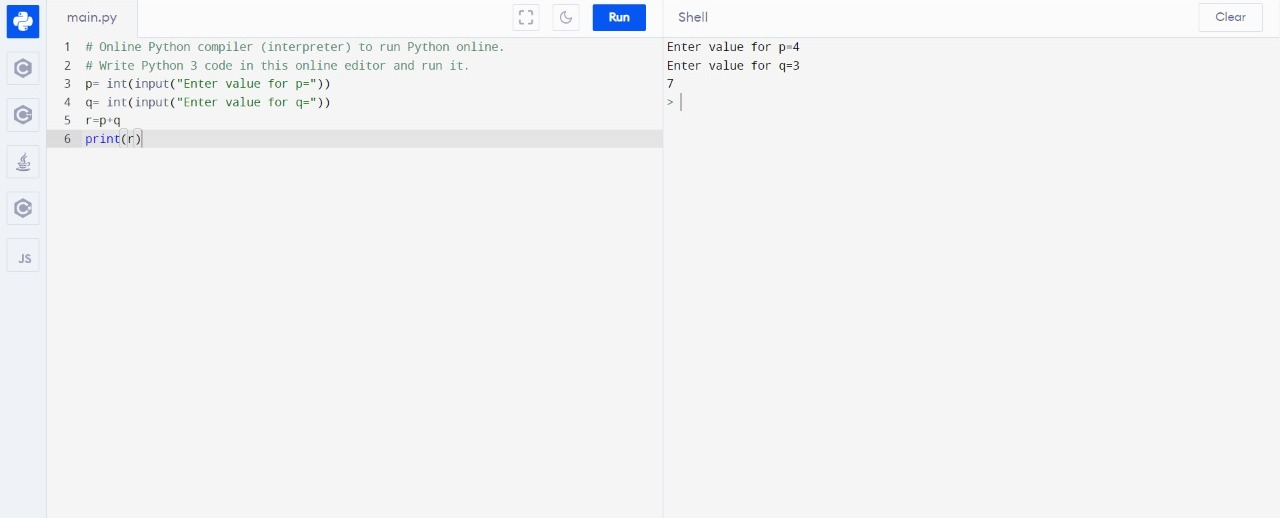 main.py
Run
Shell
Clear
1 # Online Python compiler (interpreter) to run Python online.
2 # Write Python 3 code in this online editor and run it.
3 p= int(input("Enter value for p="))
4 q= int(input("Enter value for q="))
5 r=p+q
6 print(r)
JS
Enter value for p=4
Enter value for q=3
7
>